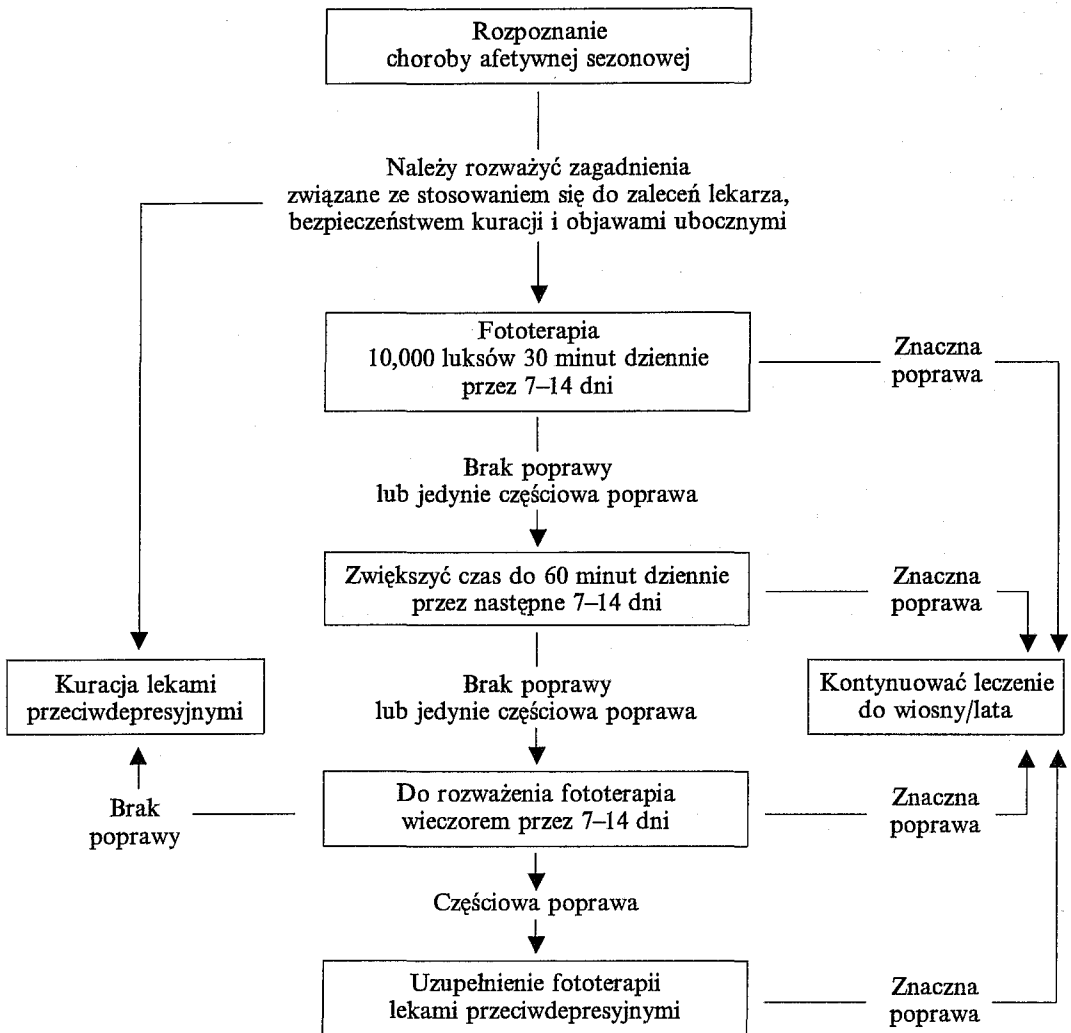 Rozpoznanie
choroby afetywnej sezonowej
Należy rozważyć zagadnienia
związane ze stosowaniem się do zaleceń lekarza,
bezpieczeństwem kuracji i objawami ubocznymi
Fototerapia
10,000 luksów 30 minut dziennie
przez 7–14 dni
Znaczna
poprawa
Brak poprawy
lub jedynie częściowa poprawa
Zwiększyć czas do 60 minut dziennie
przez następne 7–14 dni
Znaczna
poprawa
Kuracja lekami
przeciwdepresyjnymi
Brak poprawy
lub jedynie częściowa poprawa
Kontynuować leczenie
do wiosny/lata
Brak
poprawy
Do rozważenia fototerapia
wieczorem przez 7–14 dni
Znaczna
poprawa
Częściowa poprawa
Uzupełnienie fototerapii
lekami przeciwdepresyjnymi
Znaczna
poprawa